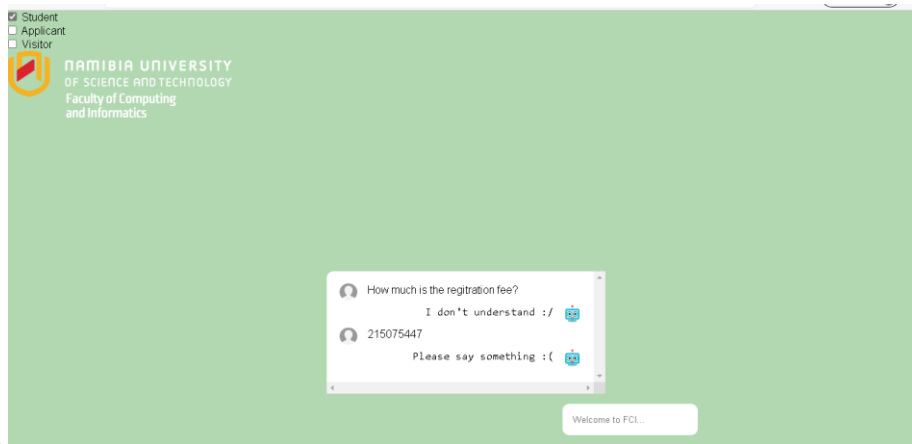 Student
Applicant
Visitor
NAMIBIA UNIVERSITY
OF SCIENCE AND TECHNOLOGY
Faculty of Computing
and Informatics
How much is the regitration fee?
I don't understand :/
215075447
Please say something :(
Welcome to FCI...